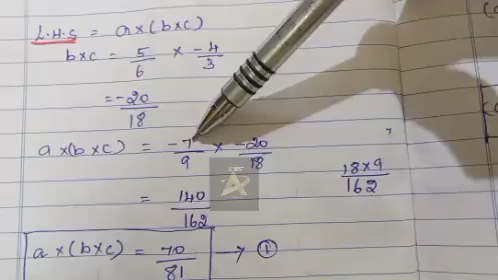 L.H.S = a×(b×c)
b×c = 5/6 × -4/3
= -20/18
a×(b×c) = -7/9 × -20/18
18×9
162
= 140/162
a×(b×c) = 70/81 → ①